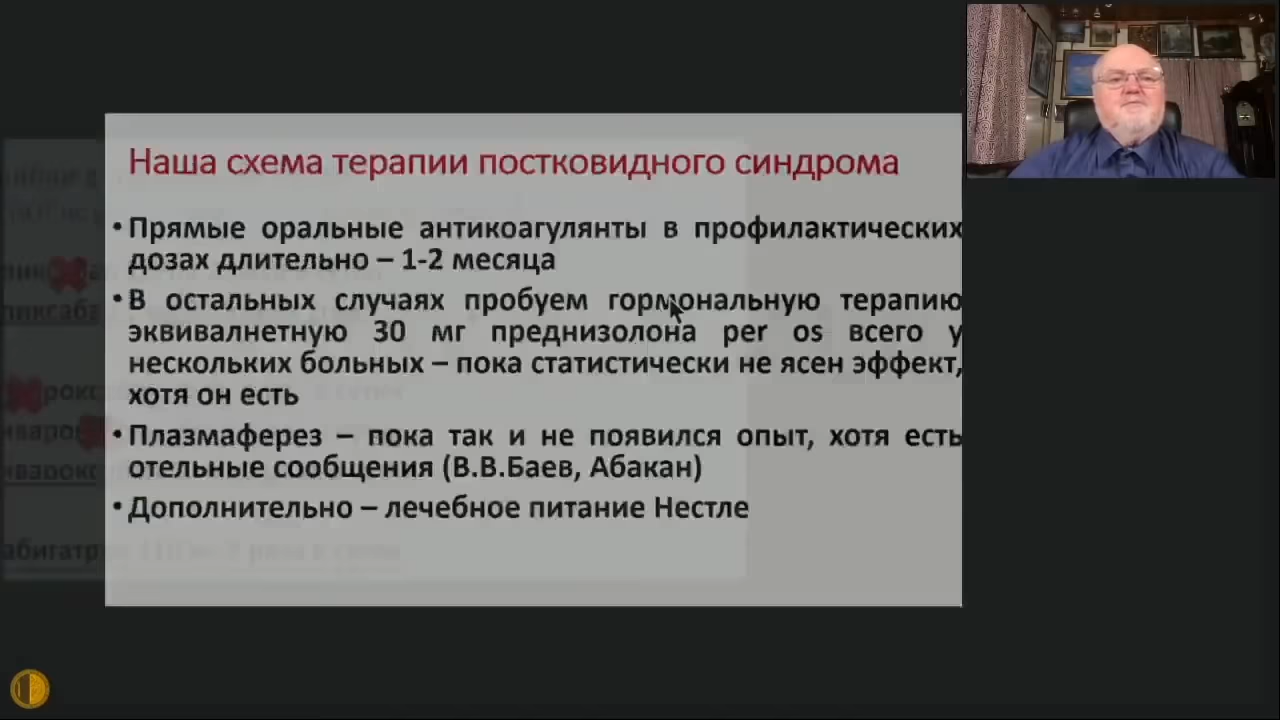 Наша схема терапии постковидного синдрома
• Прямые оральные антикоагулянты в профилактических
дозах длительно – 1-2 месяца
• В остальных случаях пробуем гормональную терапию
эквивалнетную 30 мг преднизолона per os всего у
нескольких больных – пока статистически не ясен эффект,
хотя он есть
• Плазмаферез – пока так и не появился опыт, хотя есть
отельные сообщения (В.В.Баев, Абакан)
• Дополнительно – лечебное питание Нестле